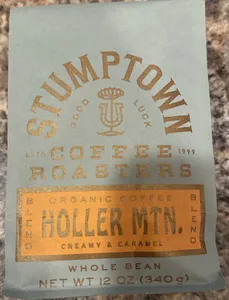 STUMPTOWN
GOOD LUCK
ESTD 1999
COFFEE
ROASTERS
ORGANIC COFFEE
BLEND HOLLER MTN. BLEND
CREAMY & CARAMEL
WHOLE BEAN
NET WT 12 OZ (340g)